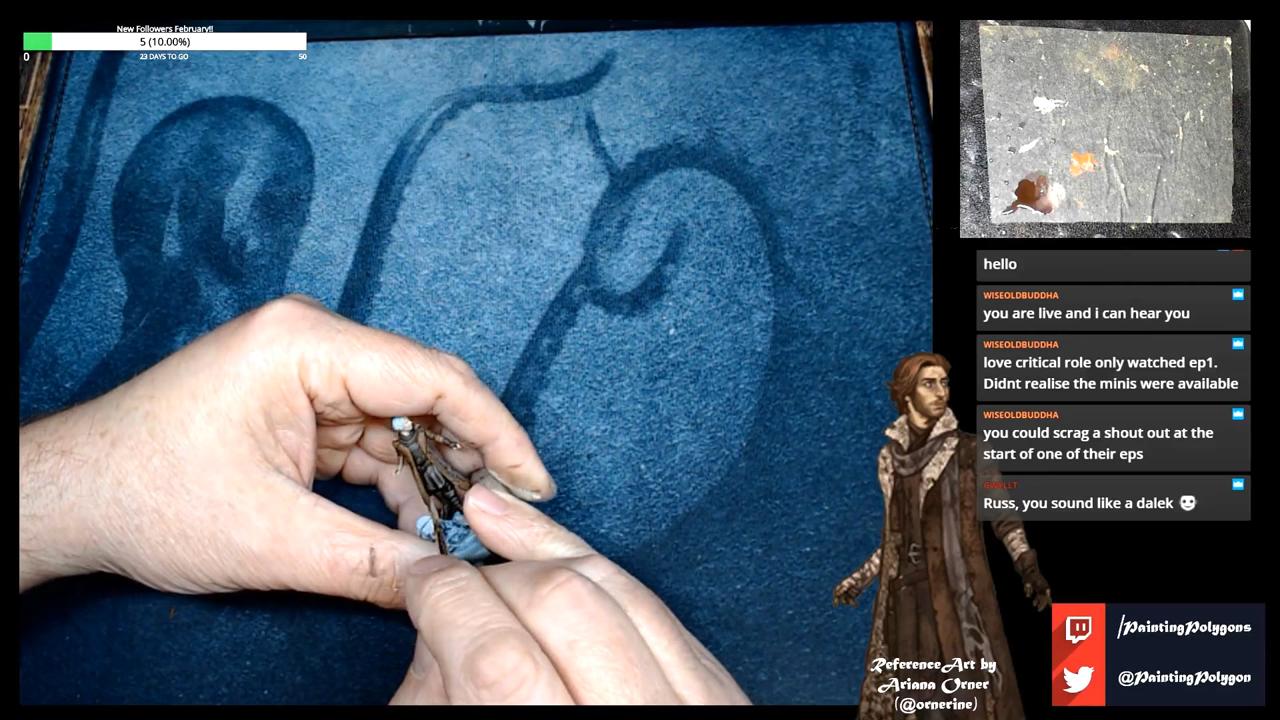 New Followers February!!
5 (10.00%)
0
23 DAYS TO GO
50
hello
WISEOLDBUDDHA
you are live and i can hear you
WISEOLDBUDDHA
love critical role only watched ep1.
Didnt realise the minis were available
WISEOLDBUDDHA
you could scrag a shout out at the
start of one of their eps
Russ, you sound like a dalek
ReferenceArt by
Ariana Orner
(@ornerine)
/PaintingPolygons
@PaintingPolygon